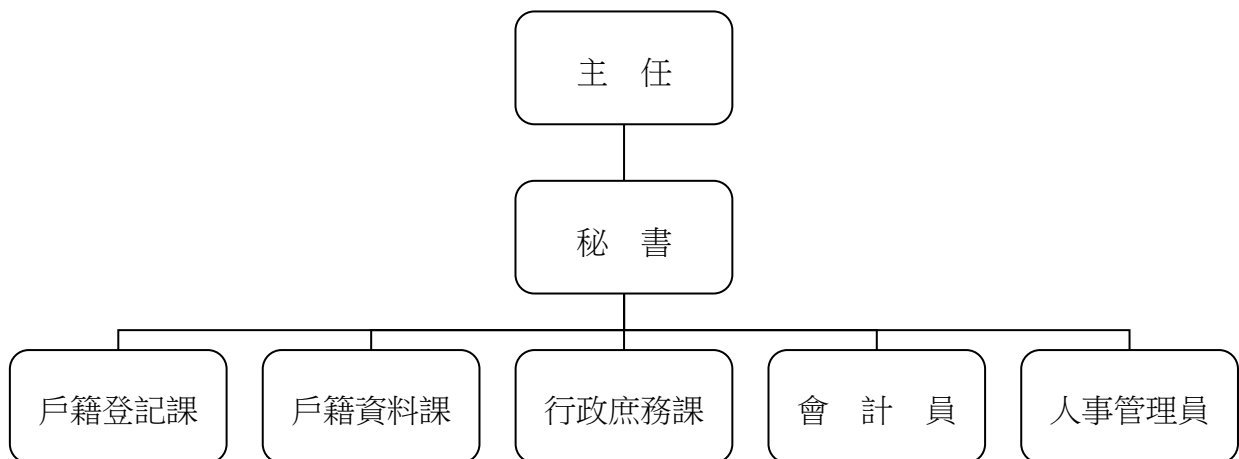 主　任
秘　書
戶籍登記課
戶籍資料課
行政庶務課
會　計　員
人事管理員